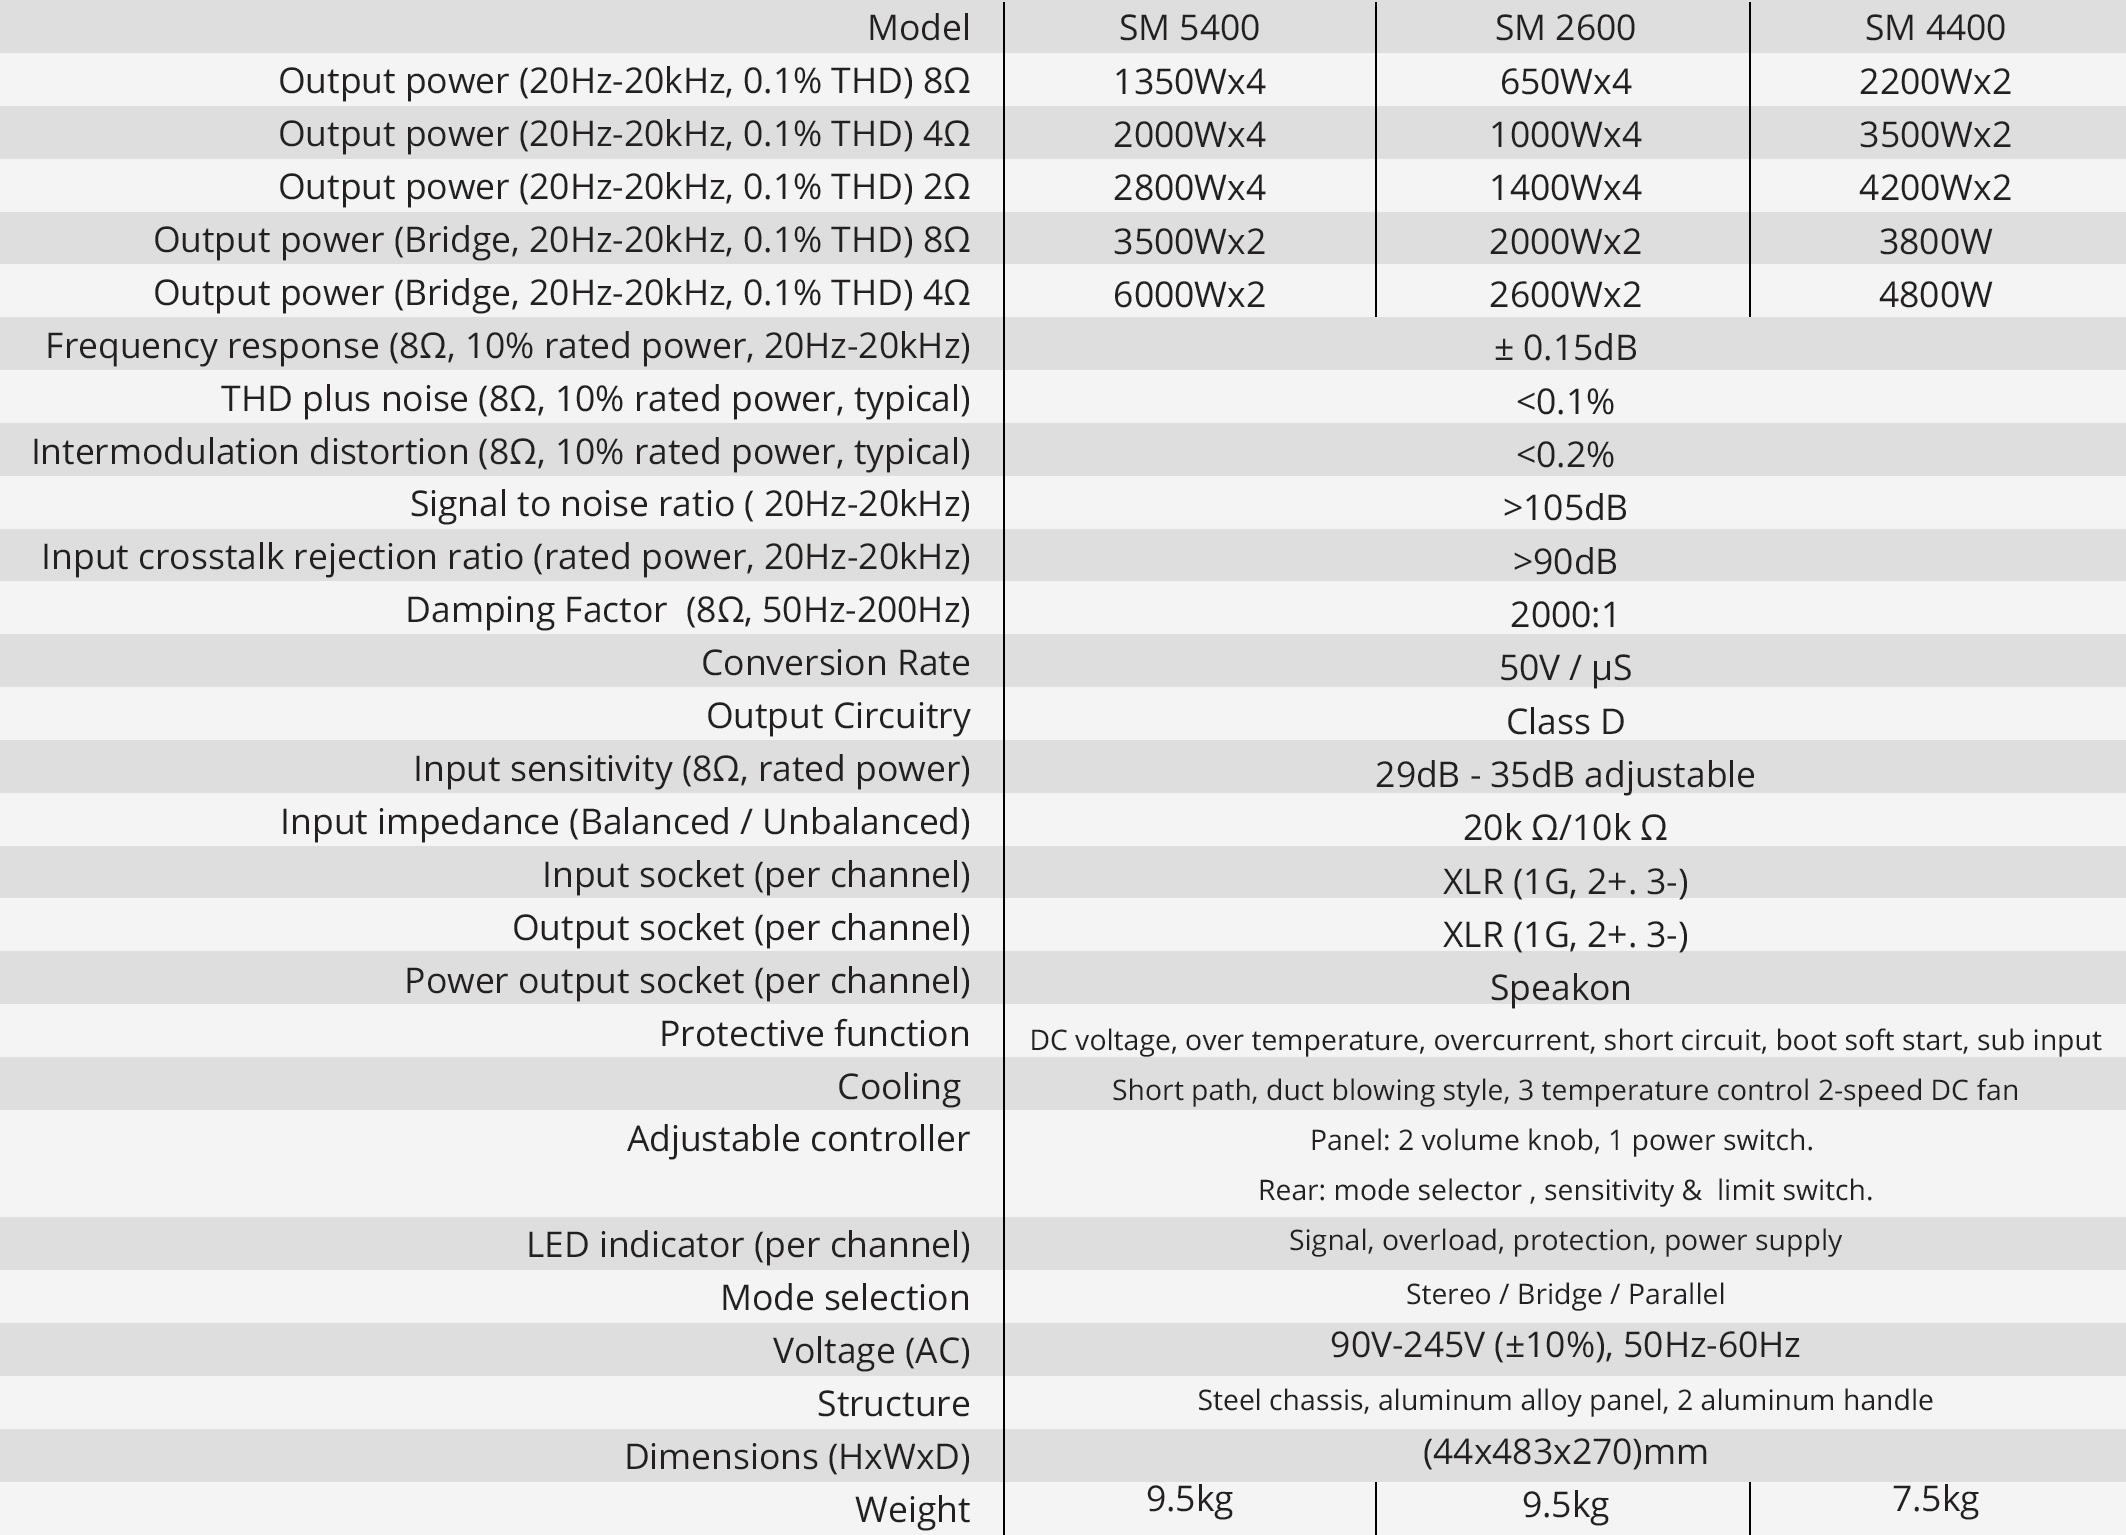 Model SM 5400 SM 2600 SM 4400
Output power (20Hz-20kHz, 0.1% THD) 8Ω 1350Wx4 650Wx4 2200Wx2
Output power (20Hz-20kHz, 0.1% THD) 4Ω 2000Wx4 1000Wx4 3500Wx2
Output power (20Hz-20kHz, 0.1% THD) 2Ω 2800Wx4 1400Wx4 4200Wx2
Output power (Bridge, 20Hz-20kHz, 0.1% THD) 8Ω 3500Wx2 2000Wx2 3800W
Output power (Bridge, 20Hz-20kHz, 0.1% THD) 4Ω 6000Wx2 2600Wx2 4800W
Frequency response (8Ω, 10% rated power, 20Hz-20kHz) ± 0.15dB
THD plus noise (8Ω, 10% rated power, typical) <0.1%
Intermodulation distortion (8Ω, 10% rated power, typical) <0.2%
Signal to noise ratio ( 20Hz-20kHz) >105dB
Input crosstalk rejection ratio (rated power, 20Hz-20kHz) >90dB
Damping Factor (8Ω, 50Hz-200Hz) 2000:1
Conversion Rate 50V / µS
Output Circuitry Class D
Input sensitivity (8Ω, rated power) 29dB - 35dB adjustable
Input impedance (Balanced / Unbalanced) 20k Ω/10k Ω
Input socket (per channel) XLR (1G, 2+. 3-)
Output socket (per channel) XLR (1G, 2+. 3-)
Power output socket (per channel) Speakon
Protective function DC voltage, over temperature, overcurrent, short circuit, boot soft start, sub input
Cooling Short path, duct blowing style, 3 temperature control 2-speed DC fan
Adjustable controller Panel: 2 volume knob, 1 power switch.
Rear: mode selector , sensitivity & limit switch.
LED indicator (per channel) Signal, overload, protection, power supply
Mode selection Stereo / Bridge / Parallel
Voltage (AC) 90V-245V (±10%), 50Hz-60Hz
Structure Steel chassis, aluminum alloy panel, 2 aluminum handle
Dimensions (HxWxD) (44x483x270)mm
Weight 9.5kg 9.5kg 7.5kg